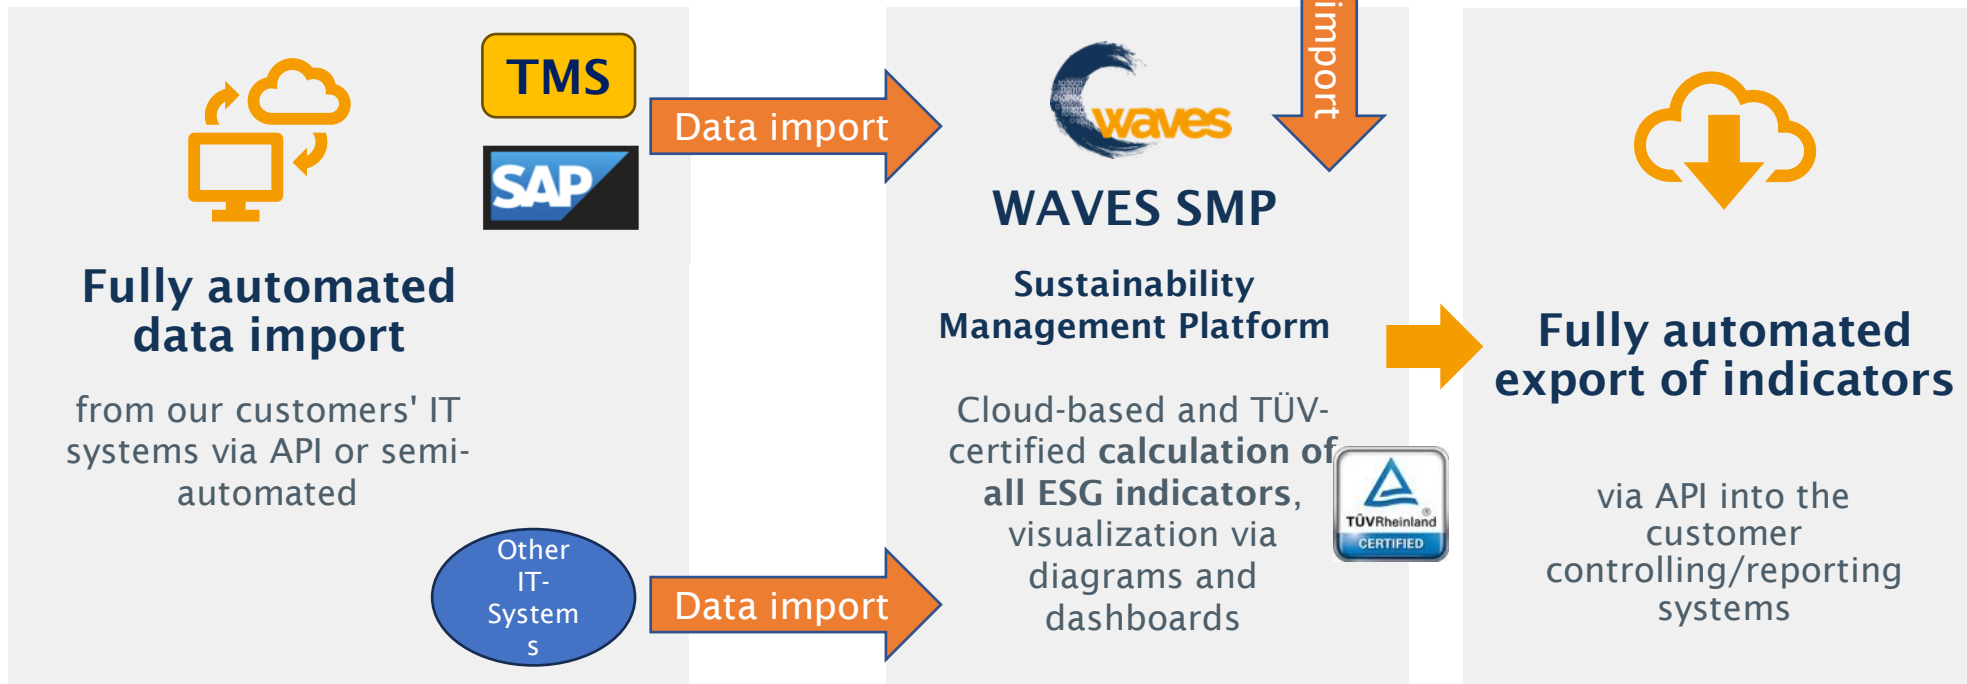 TMS
SAP
Fully automated
data import
from our customers' IT
systems via API or semi-
automated
Other
IT-
System
s
Data import
Data import
import
waves
WAVES SMP
Sustainability
Management Platform
Cloud-based and TÜV-
certified calculation of
all ESG indicators,
visualization via
diagrams and
dashboards
TÜVRheinland®
CERTIFIED
Fully automated
export of indicators
via API into the
customer
controlling/reporting
systems